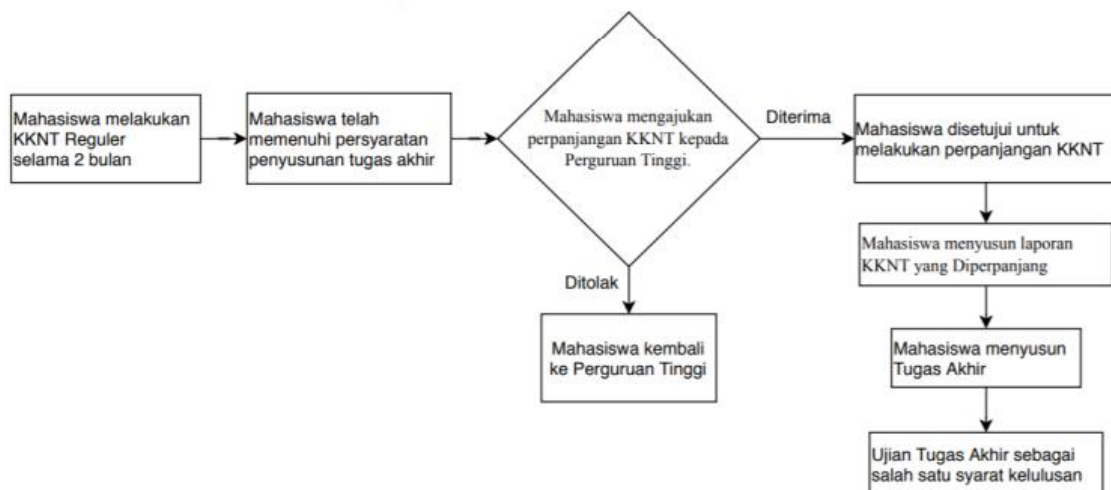 Mahasiswa melakukan
KKNT Reguler
selama 2 bulan
Mahasiswa telah
memenuhi persyaratan
penyusunan tugas akhir
Mahasiswa mengajukan
perpanjangan KKNT kepada
Perguruan Tinggi.
Diterima
Mahasiswa disetujui untuk
melakukan perpanjangan KKNT
Mahasiswa menyusun laporan
KKNT yang Diperpanjang
Ditolak
Mahasiswa kembali
ke Perguruan Tinggi
Mahasiswa menyusun
Tugas Akhir
Ujian Tugas Akhir sebagai
salah satu syarat kelulusan